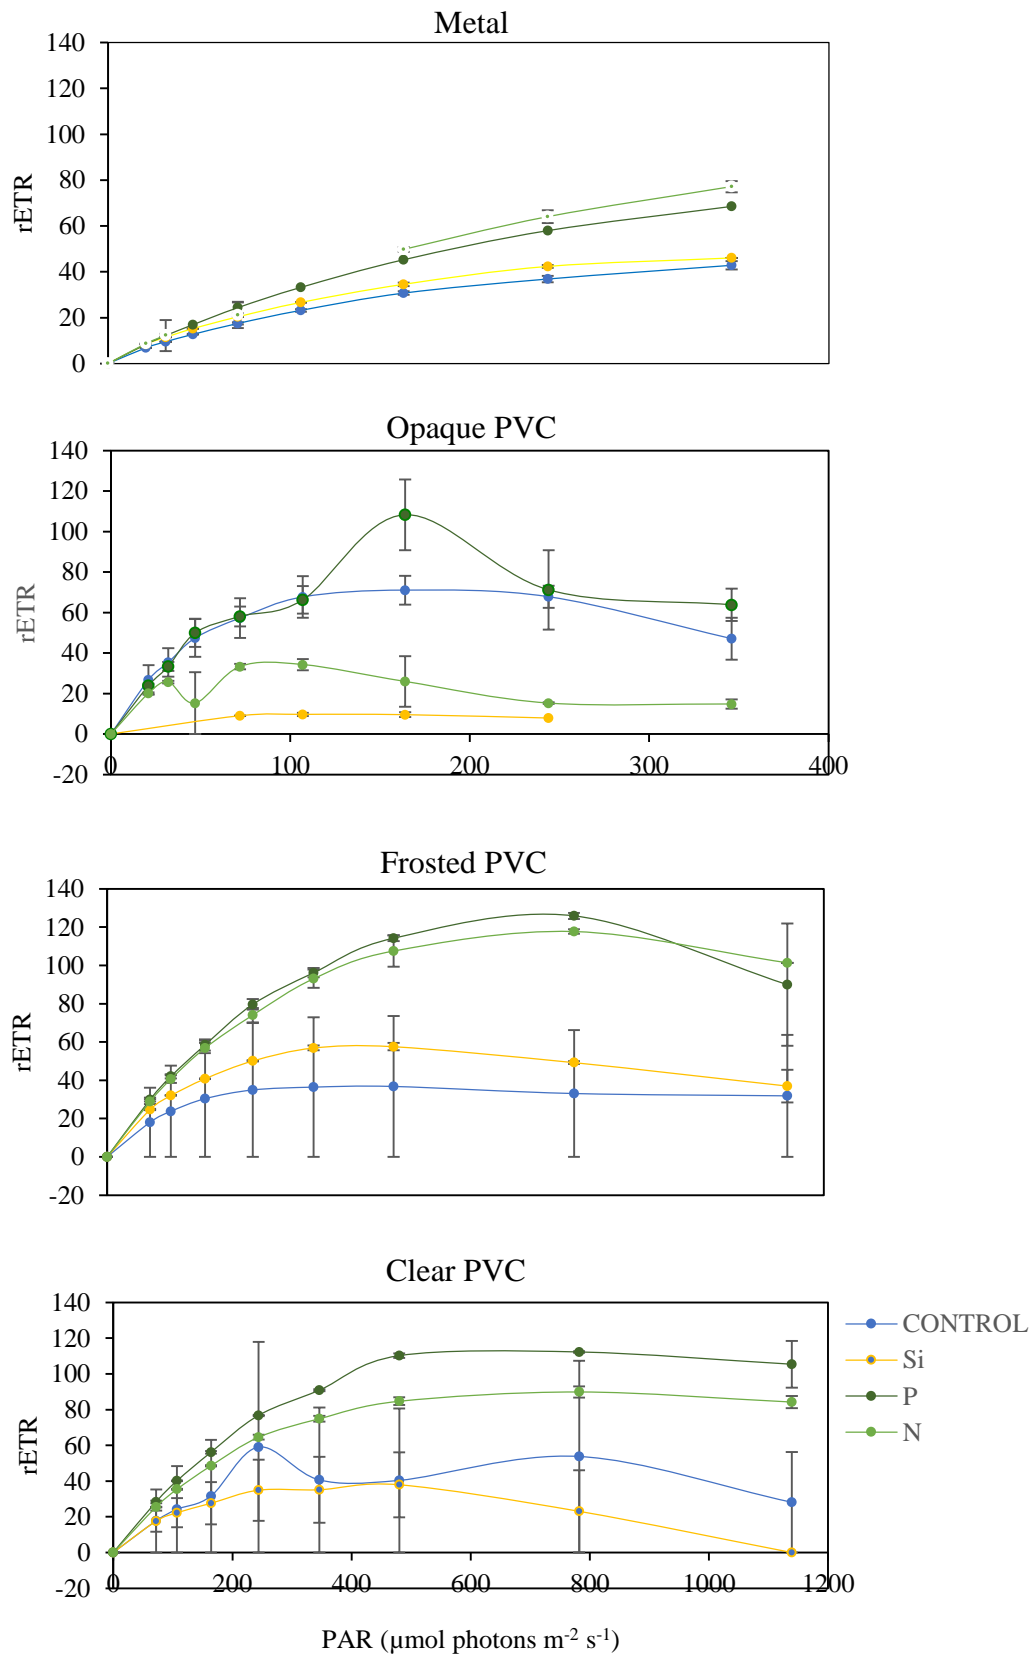 Metal
140
120
100
80
60
40
20
0
rETR
Opaque PVC
140
120
100
80
60
40
20
0
-20
rETR
0 100 200 300 400
Frosted PVC
140
120
100
80
60
40
20
0
-20
rETR
Clear PVC
140
120
100
80
60
40
20
0
-20
rETR
0 200 400 600 800 1000 1200
CONTROL
Si
P
N
PAR (µmol photons m⁻² s⁻¹)